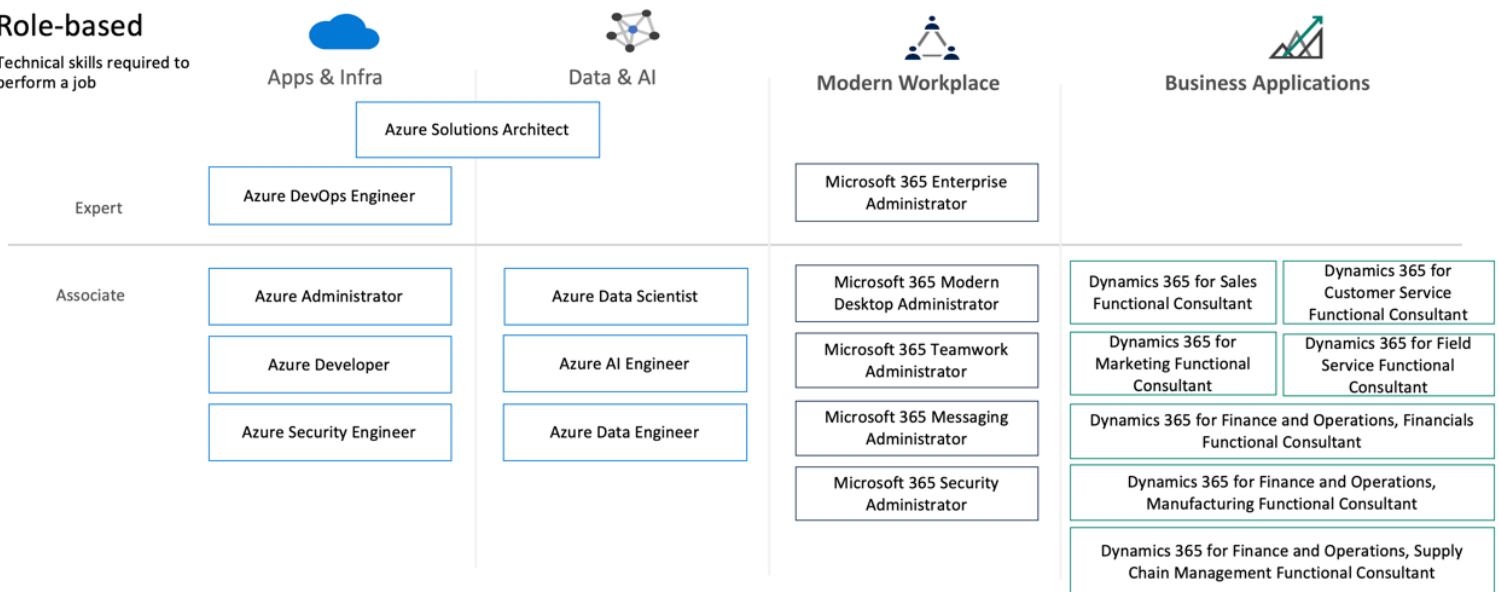 Role-based
Technical skills required to
perform a job
Apps & Infra
Data & AI
Modern Workplace
Business Applications
Azure Solutions Architect
Expert
Azure DevOps Engineer
Microsoft 365 Enterprise
Administrator
Associate
Azure Administrator
Azure Developer
Azure Security Engineer
Azure Data Scientist
Azure AI Engineer
Azure Data Engineer
Microsoft 365 Modern
Desktop Administrator
Microsoft 365 Teamwork
Administrator
Microsoft 365 Messaging
Administrator
Microsoft 365 Security
Administrator
Dynamics 365 for Sales
Functional Consultant
Dynamics 365 for
Customer Service
Functional Consultant
Dynamics 365 for
Marketing Functional
Consultant
Dynamics 365 for Field
Service Functional
Consultant
Dynamics 365 for Finance and Operations, Financials
Functional Consultant
Dynamics 365 for Finance and Operations,
Manufacturing Functional Consultant
Dynamics 365 for Finance and Operations, Supply
Chain Management Functional Consultant